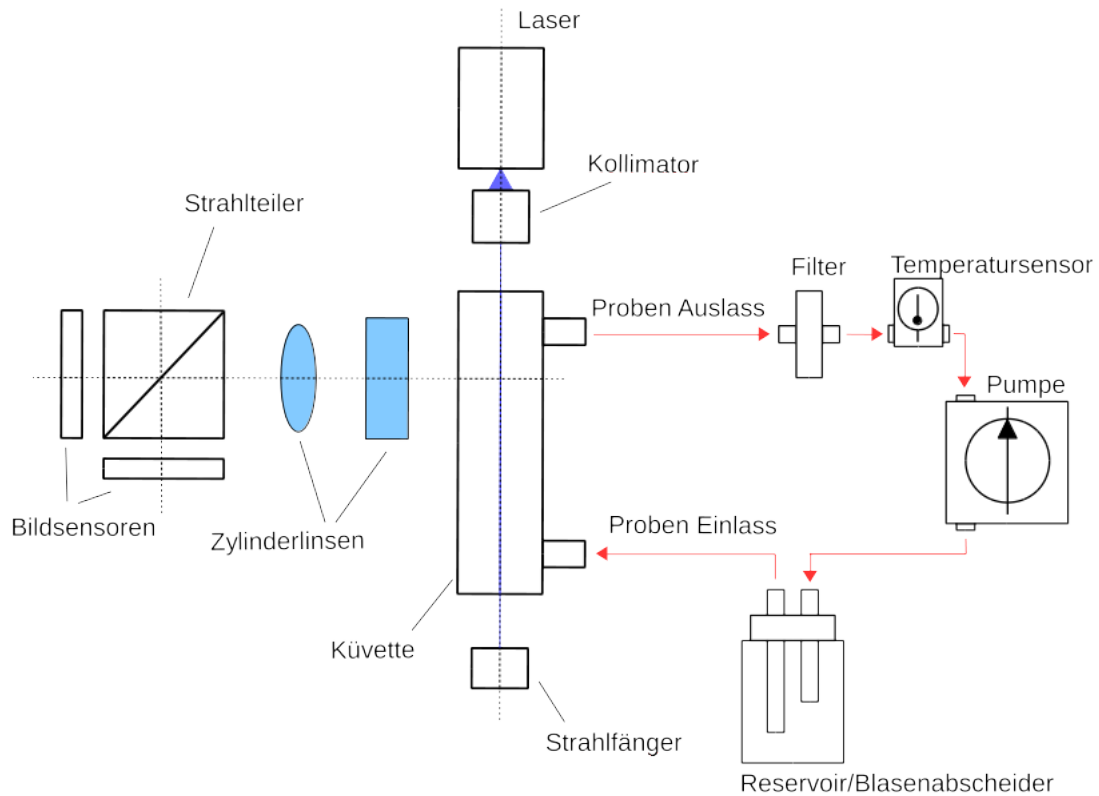 Laser
Kollimator
Strahlteiler
Filter
Temperatursensor
Proben Auslass
Pumpe
Bildsensoren
Zylinderlinsen
Proben Einlass
Küvette
Strahlfänger
Reservoir/Blasenabscheider